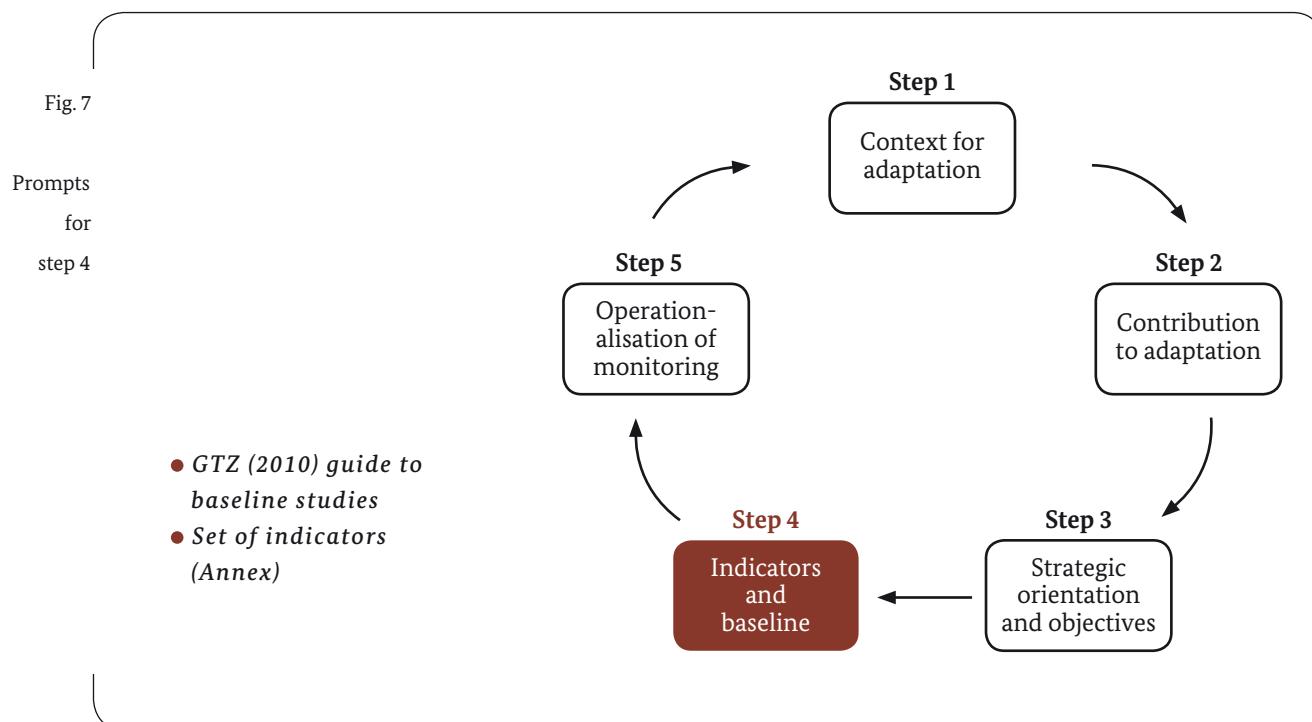 Fig. 7
Prompts
for
step 4
Step 1
Context for
adaptation
Step 2
Contribution
to adaptation
Step 3
Strategic
orientation
and objectives
Step 4
Indicators
and
baseline
Step 5
Operation-
alisation of
monitoring
● GTZ (2010) guide to
baseline studies
● Set of indicators
(Annex)